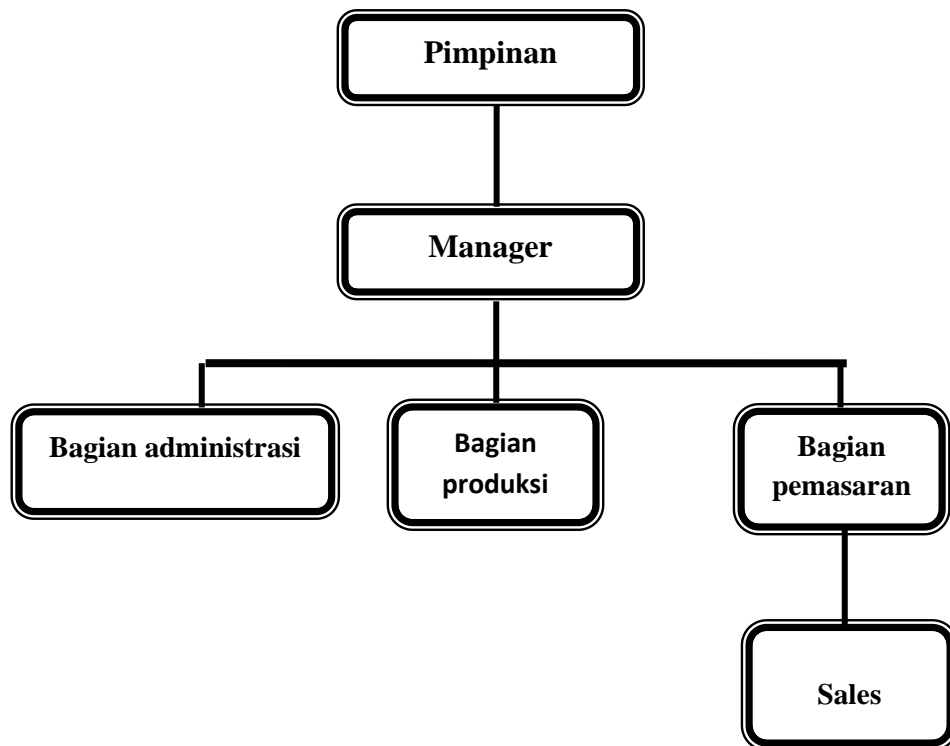 Pimpinan
Manager
Bagian administrasi
Bagian
produksi
Bagian
pemasaran
Sales